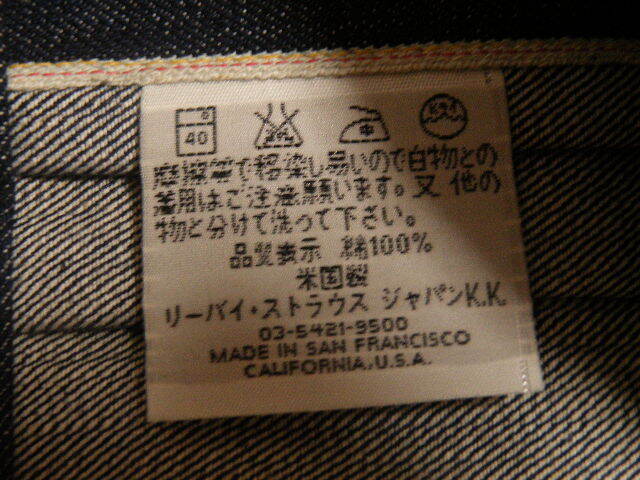 40
摩擦等で移染し易いので白物との
着用はご注意願います。又 他の
物と分けて洗って下さい。
品質表示 綿100%
米国製
リーバイ・ストラウス ジャパンK.K.
03-5421-9500
MADE IN SAN FRANCISCO
CALIFORNIA,U.S.A.